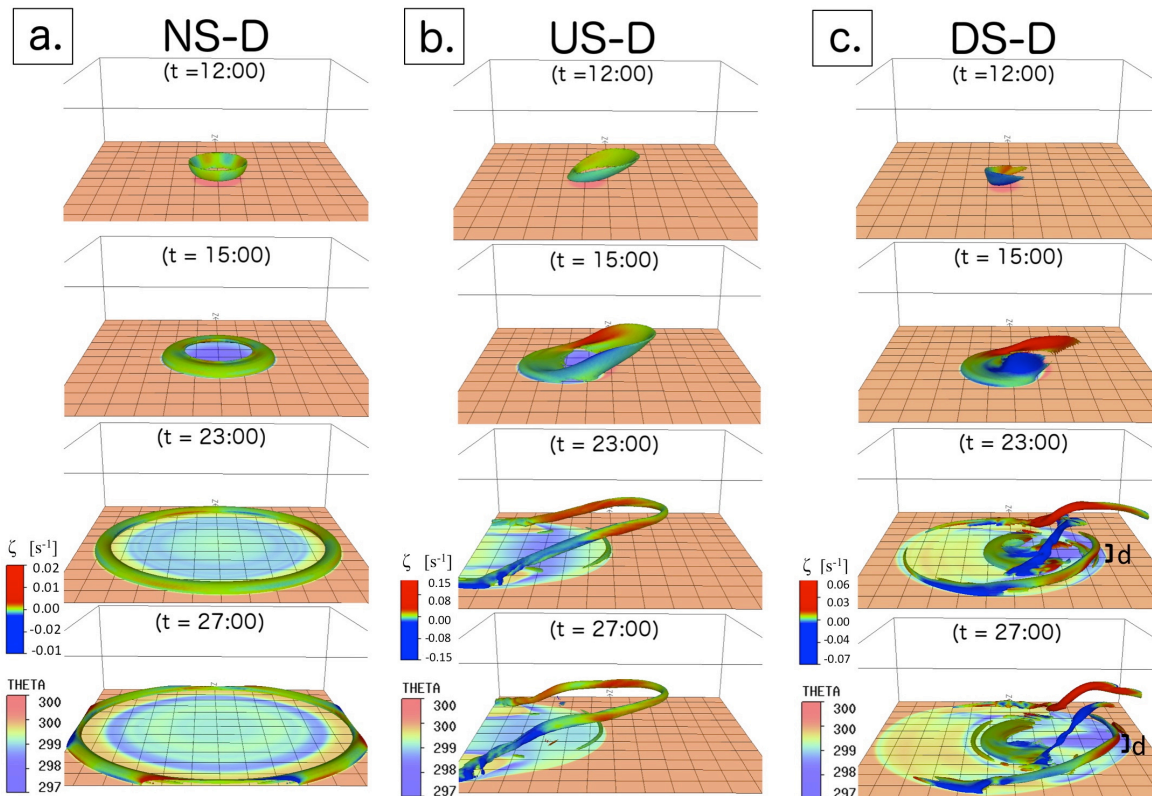 a. NS-D
(t =12:00)
(t = 15:00)
(t = 23:00)
(t = 27:00)
ζ [s⁻¹]
0.02
0.01
0.00
-0.02
-0.01
THETA
300
300
299
298
297
b. US-D
(t =12:00)
(t = 15:00)
(t = 23:00)
(t = 27:00)
ζ [s⁻¹]
0.15
0.08
0.00
-0.08
-0.15
THETA
300
300
299
298
297
c. DS-D
(t =12:00)
(t = 15:00)
(t = 23:00)
d
(t = 27:00)
d
ζ [s⁻¹]
0.06
0.03
0.00
-0.04
-0.07
THETA
300
300
299
298
297